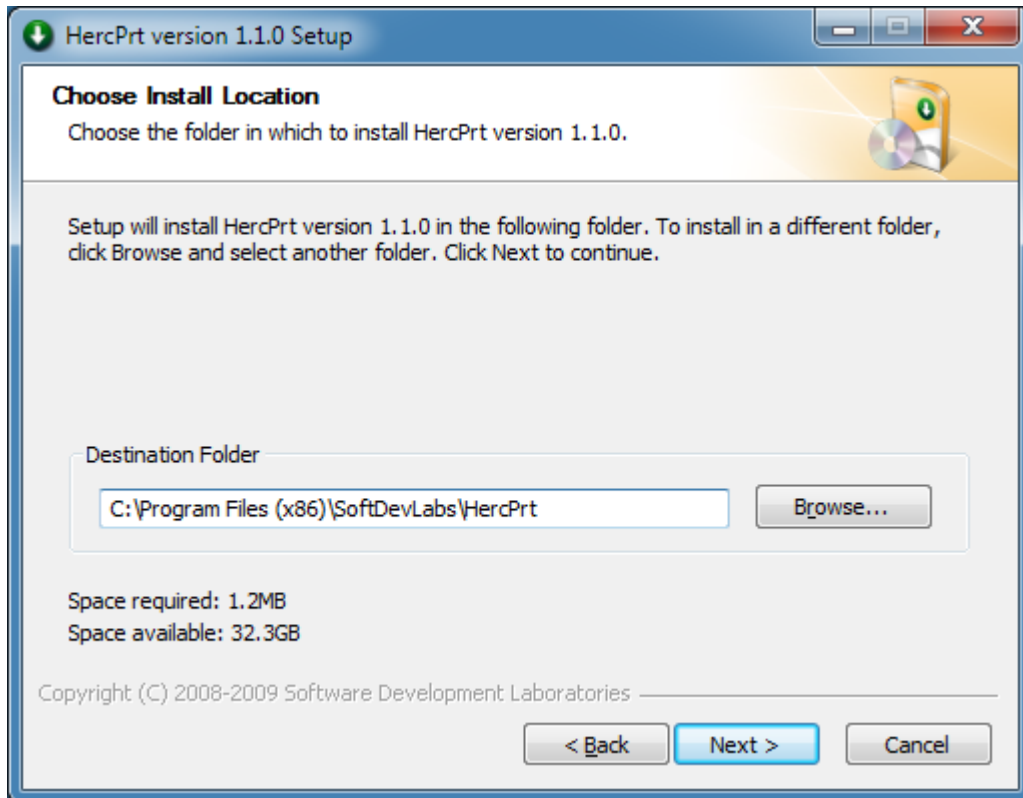 HercPrt version 1.1.0 Setup
Choose Install Location
Choose the folder in which to install HercPrt version 1.1.0.
Setup will install HercPrt version 1.1.0 in the following folder. To install in a different folder,
click Browse and select another folder. Click Next to continue.
Destination Folder
C:\Program Files (x86)\SoftDevLabs\HercPrt
Browse...
Space required: 1.2MB
Space available: 32.3GB
Copyright (C) 2008-2009 Software Development Laboratories
< Back
Next >
Cancel